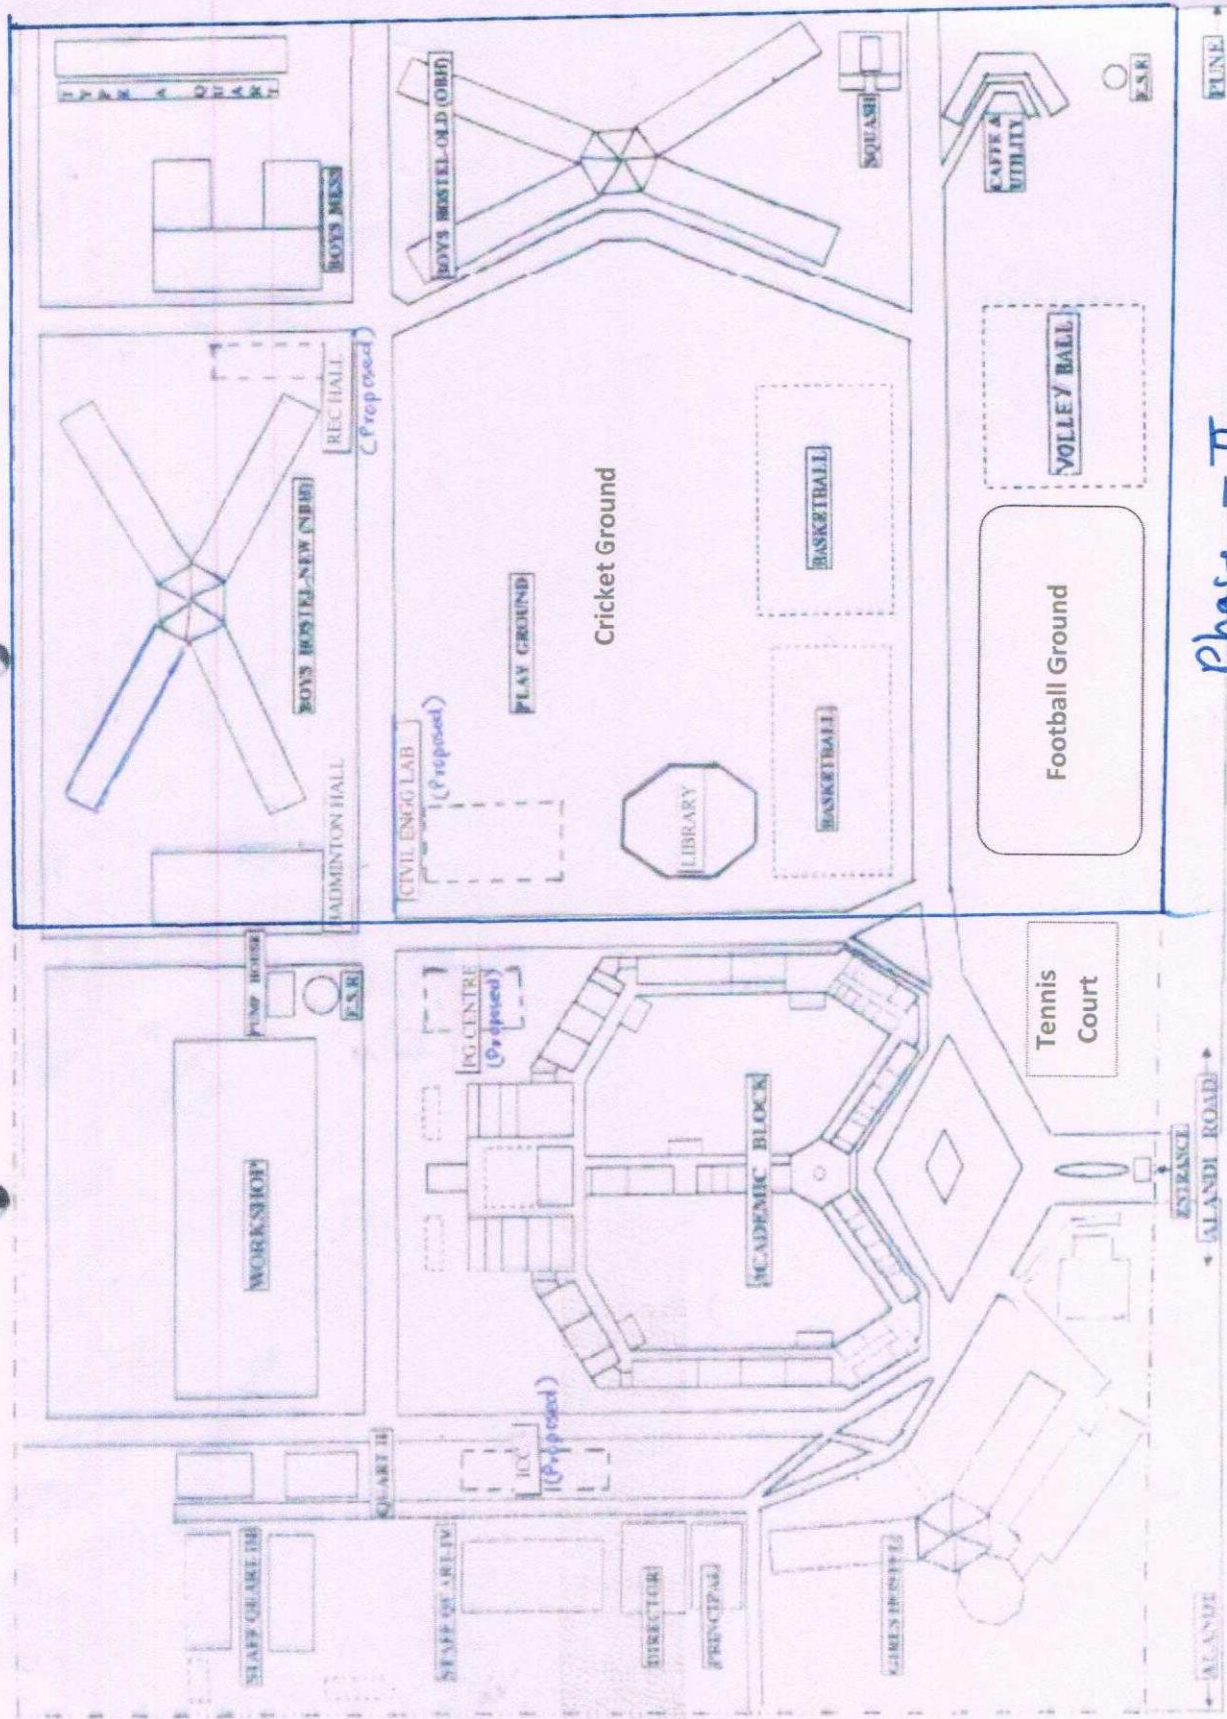 STAFF QUART-III
QUART II
STAFF QUART-IV
ICC
(Proposed)
DIRECTOR
PRINCIPAL
GIRLS HOSTEL
ALANDI
WORKSHOP
PUMP HOUSE
E.S.R
PG CENTRE
(Proposed)
ACADEMIC BLOCK
Tennis
Court
ENTRANCE
ALANDI ROAD
BADMINTON HALL
BOYS HOSTEL-NEW (NBH)
REC HALL
(Proposed)
CIVIL ENGG LAB
(Proposed)
PLAY GROUND
Cricket Ground
LIBRARY
BASKETBALL
BASKETBALL
Football Ground
VOLLEY BALL
Phase-II
TYPE A QUART
BOYS MESS
BOYS HOSTEL-OLD (OBH)
SQUASH
CAFFE &
UTILITY
E.S.R
PUNE